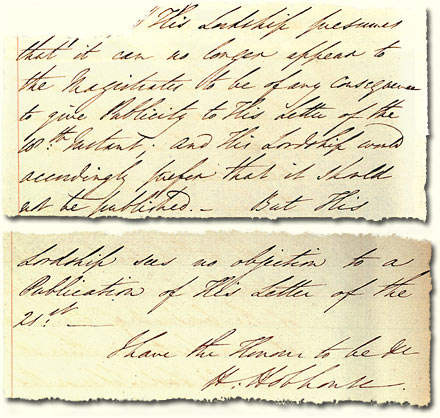 "His Lordship presumes
that it can no longer appear to
the Magistrates to be of any consequence
to give Publicity to His Letter of the
18th Instant; and His Lordship would
accordingly prefer that it should
not be published. — But His
Lordship sees no objection to a
Publication of His Letter of the
21st —
I have the Honour to be &c
H. Hobhouse.